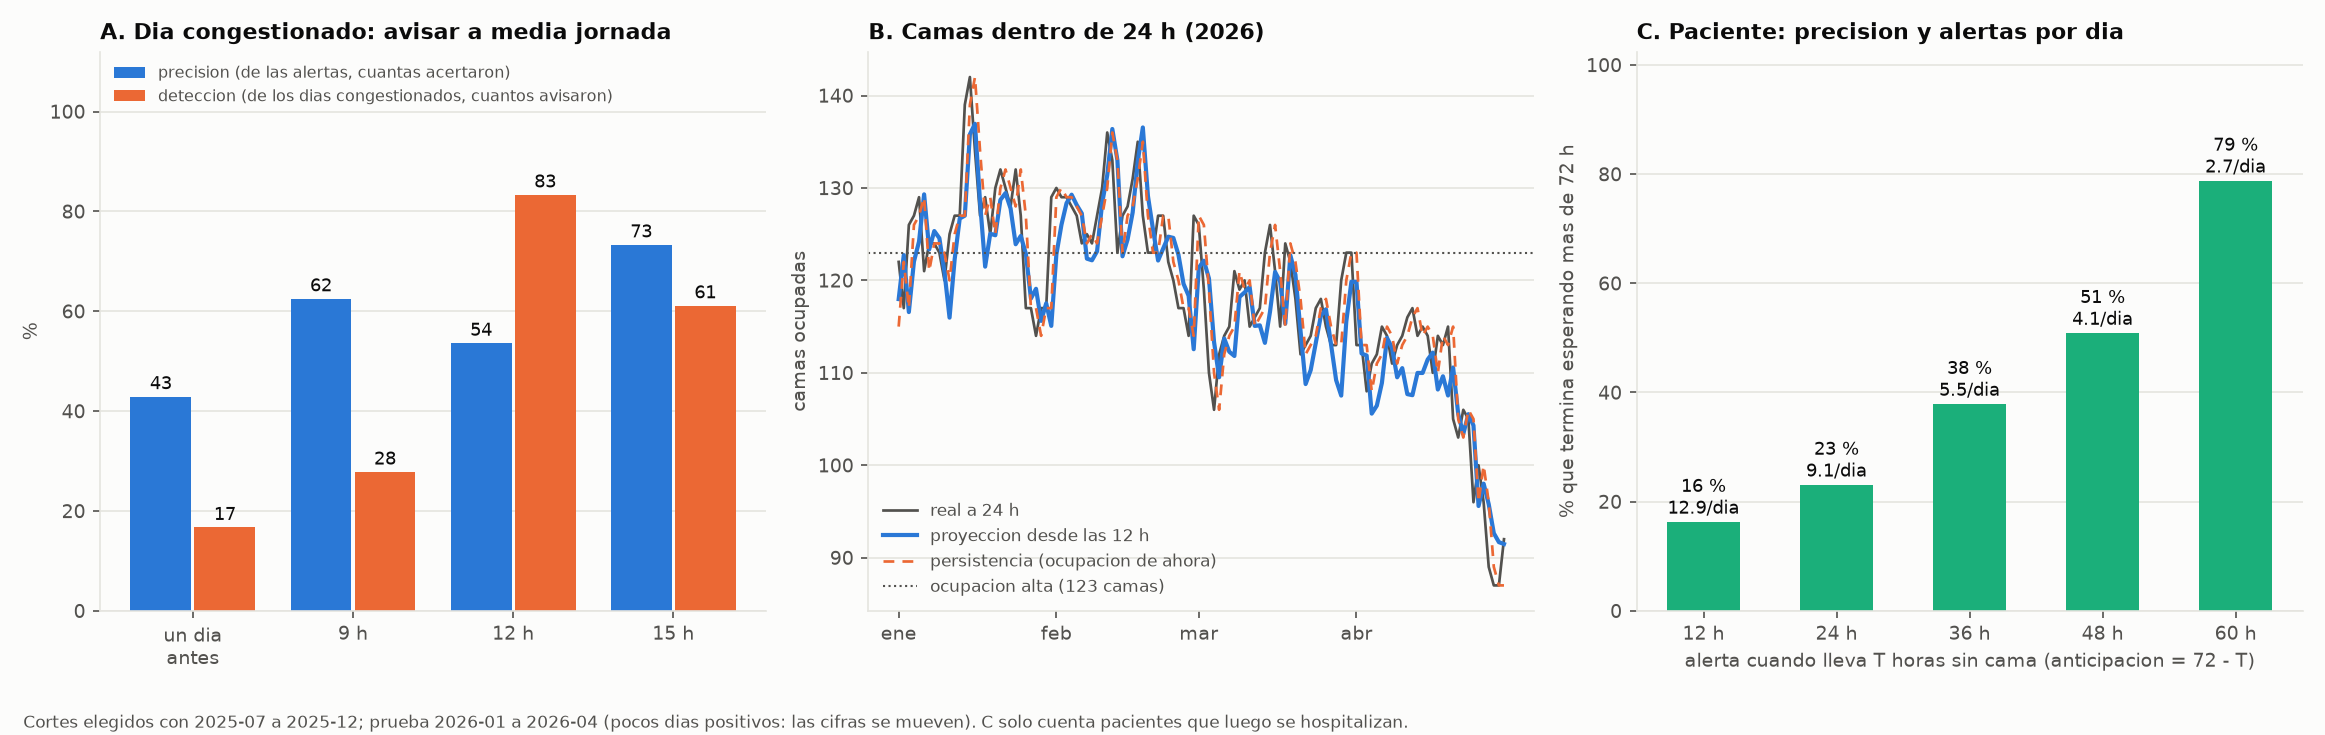 A. Dia congestionado: avisar a media jornada
precision (de las alertas, cuantas acertaron)
deteccion (de los dias congestionados, cuantos avisaron)
%
100
80
60
40
20
0
43
17
62
28
54
83
73
61
un dia
antes
9 h
12 h
15 h
B. Camas dentro de 24 h (2026)
camas ocupadas
140
130
120
110
100
90
real a 24 h
proyeccion desde las 12 h
persistencia (ocupacion de ahora)
ocupacion alta (123 camas)
ene
feb
mar
abr
C. Paciente: precision y alertas por dia
% que termina esperando mas de 72 h
100
80
60
40
20
0
16 %
12.9/dia
23 %
9.1/dia
38 %
5.5/dia
51 %
4.1/dia
79 %
2.7/dia
12 h
24 h
36 h
48 h
60 h
alerta cuando lleva T horas sin cama (anticipacion = 72 - T)
Cortes elegidos con 2025-07 a 2025-12; prueba 2026-01 a 2026-04 (pocos dias positivos: las cifras se mueven). C solo cuenta pacientes que luego se hospitalizan.